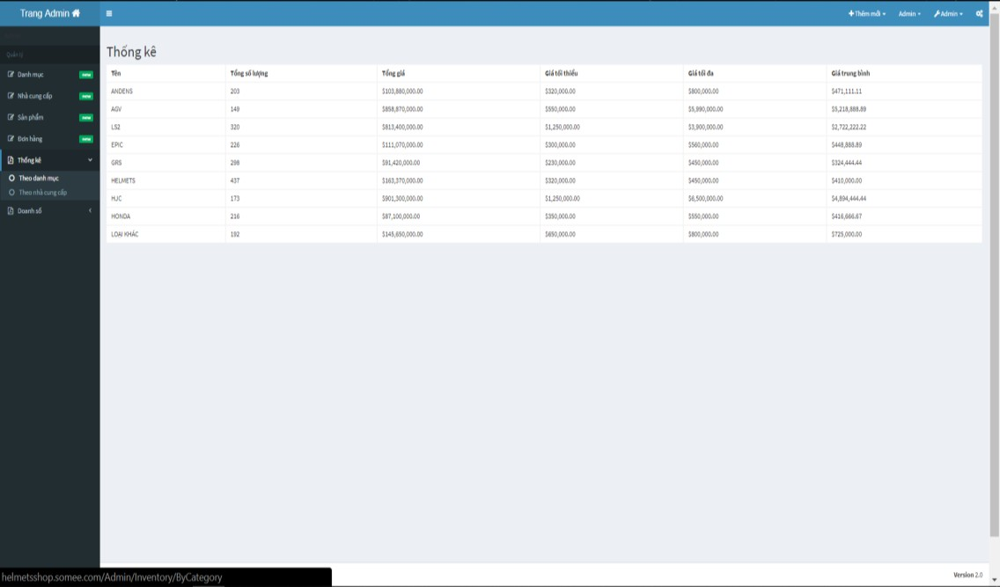 Trang Admin
Thêm mới
Admin
Admin
Quản lý
Danh mục new
Nhà cung cấp new
Sản phẩm new
Đơn hàng new
Thống kê
Theo danh mục
Theo nhà cung cấp
Doanh số
Thống kê
Tên Tổng số lượng Tổng giá Giá tối thiểu Giá tối đa Giá trung bình
ANDENS 203 $103,880,000.00 $320,000.00 $800,000.00 $471,111.11
AGV 149 $858,870,000.00 $550,000.00 $5,990,000.00 $5,218,888.89
LS2 320 $813,400,000.00 $1,250,000.00 $3,900,000.00 $2,722,222.22
EPIC 226 $111,070,000.00 $300,000.00 $560,000.00 $448,888.89
GRS 298 $91,420,000.00 $230,000.00 $450,000.00 $324,444.44
HELMETS 437 $163,370,000.00 $320,000.00 $450,000.00 $410,000.00
HJC 173 $901,300,000.00 $1,250,000.00 $6,500,000.00 $4,894,444.44
HONDA 216 $87,100,000.00 $350,000.00 $550,000.00 $416,666.67
LOẠI KHÁC 192 $145,650,000.00 $650,000.00 $800,000.00 $725,000.00
helmetsshop.somee.com/Admin/Inventory/ByCategory
Version 2.0